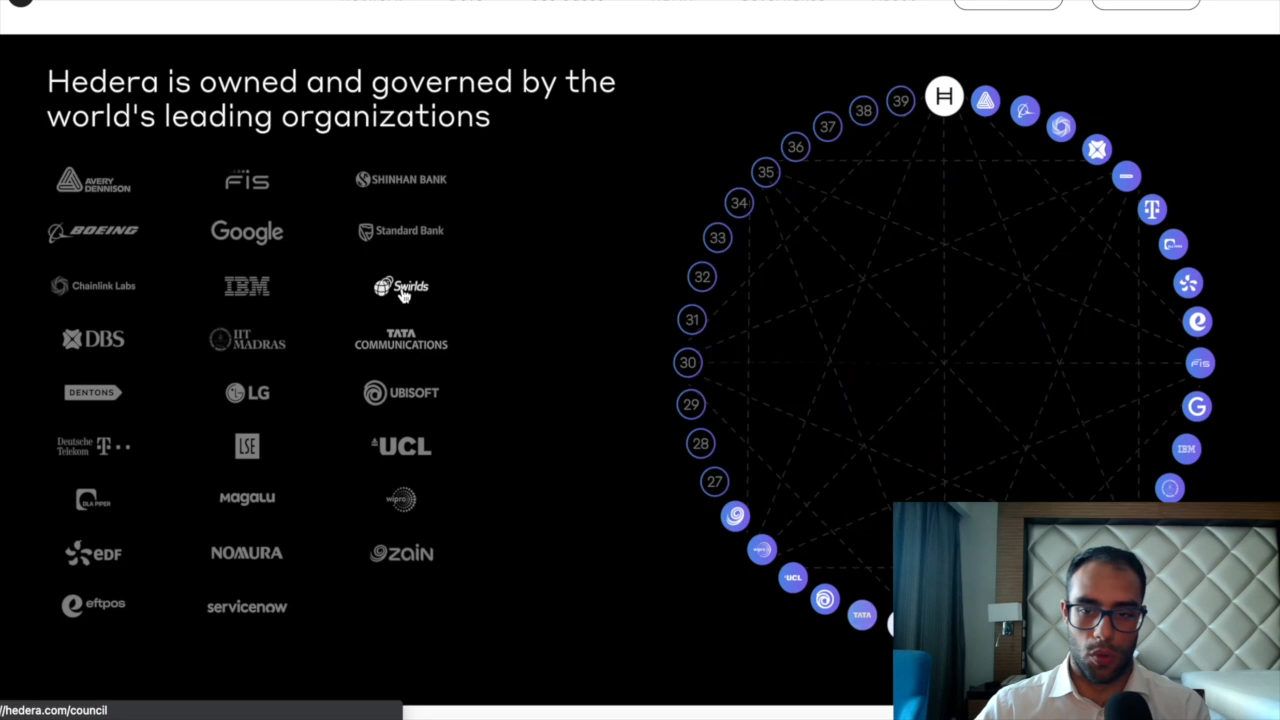 Hedera is owned and governed by the
world's leading organizations
AVERY
DENNISON
FIS
SHINHAN BANK
BOEING
Google
Standard Bank
Chainlink Labs
IBM
Swirlds
DBS
IIT
MADRAS
TATA
COMMUNICATIONS
DENTONS
LG
UBISOFT
Deutsche
Telekom T
LSE
UCL
DLA PIPER
MAGALU
wipro
eDF
NOMURA
zain
eftpos
servicenow
39
38
37
36
35
34
33
32
31
30
29
28
27
H
T
e
FIS
G
IBM
wipro
UCL
TATA
//hedera.com/council